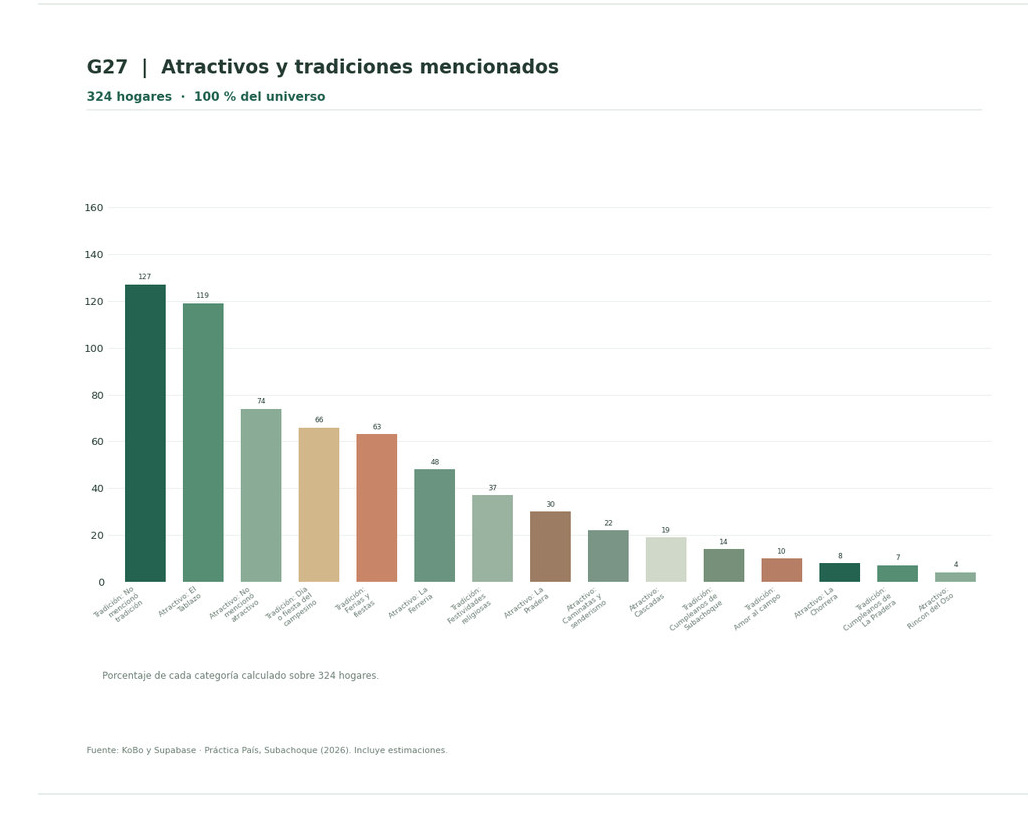 G27 | Atractivos y tradiciones mencionados
324 hogares · 100 % del universo
160
140
120
100
80
60
40
20
0
127
119
74
66
63
48
37
30
22
19
14
10
8
7
4
Tradición: No
mencionó
tradición
Atractivo: El
Tablazo
Atractivo: No
mencionó
atractivo
Tradición: Día
o fiesta del
campesino
Tradición:
Ferias y
fiestas
Atractivo: La
Ferrería
Tradición:
Festividades
religiosas
Atractivo: La
Pradera
Atractivo:
Caminatas y
senderismo
Atractivo:
Cascadas
Tradición:
Cumpleaños de
Subachoque
Tradición:
Amor al campo
Atractivo: La
Chorrera
Tradición:
Cumpleaños de
La Pradera
Atractivo:
Rincón del Oso
Porcentaje de cada categoría calculado sobre 324 hogares.
Fuente: KoBo y Supabase · Práctica País, Subachoque (2026). Incluye estimaciones.